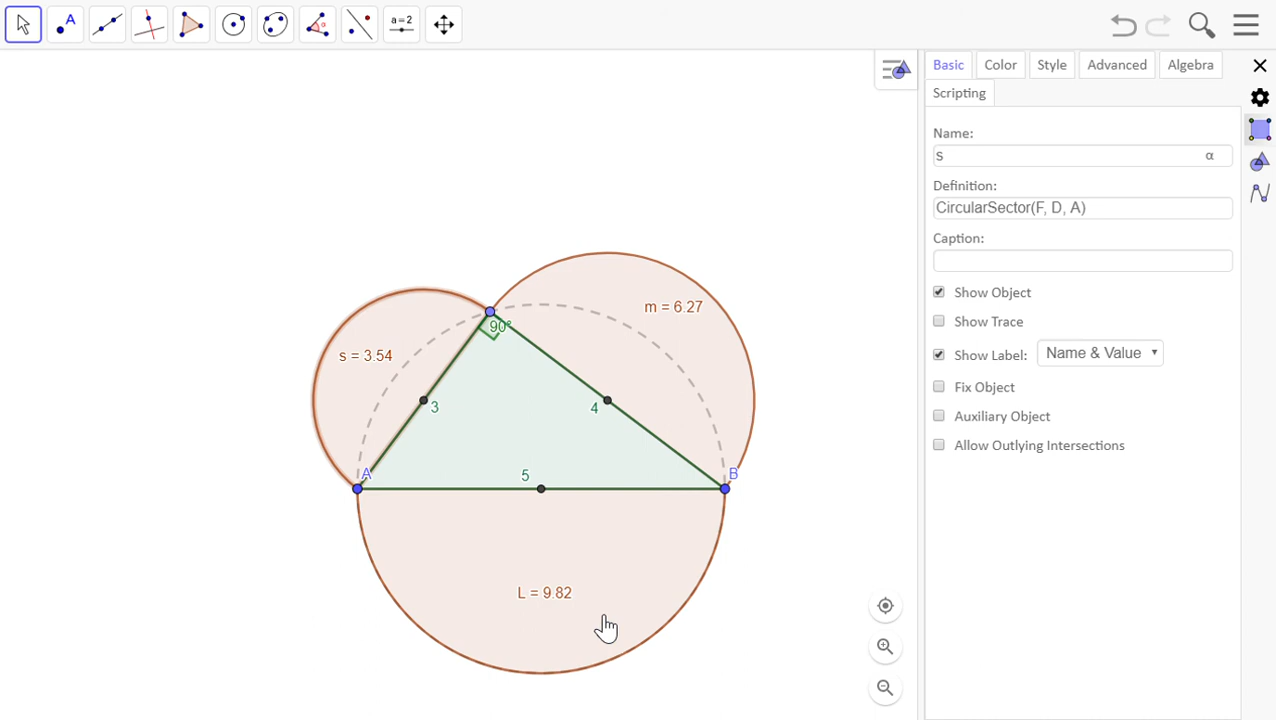 A
α
a = 2
Basic
Color
Style
Advanced
Algebra
Scripting
Name:
s
α
Definition:
CircularSector(F, D, A)
Caption:
Show Object
Show Trace
Show Label:
Name & Value
Fix Object
Auxiliary Object
Allow Outlying Intersections
m = 6.27
90°
s = 3.54
3
4
A
5
B
L = 9.82